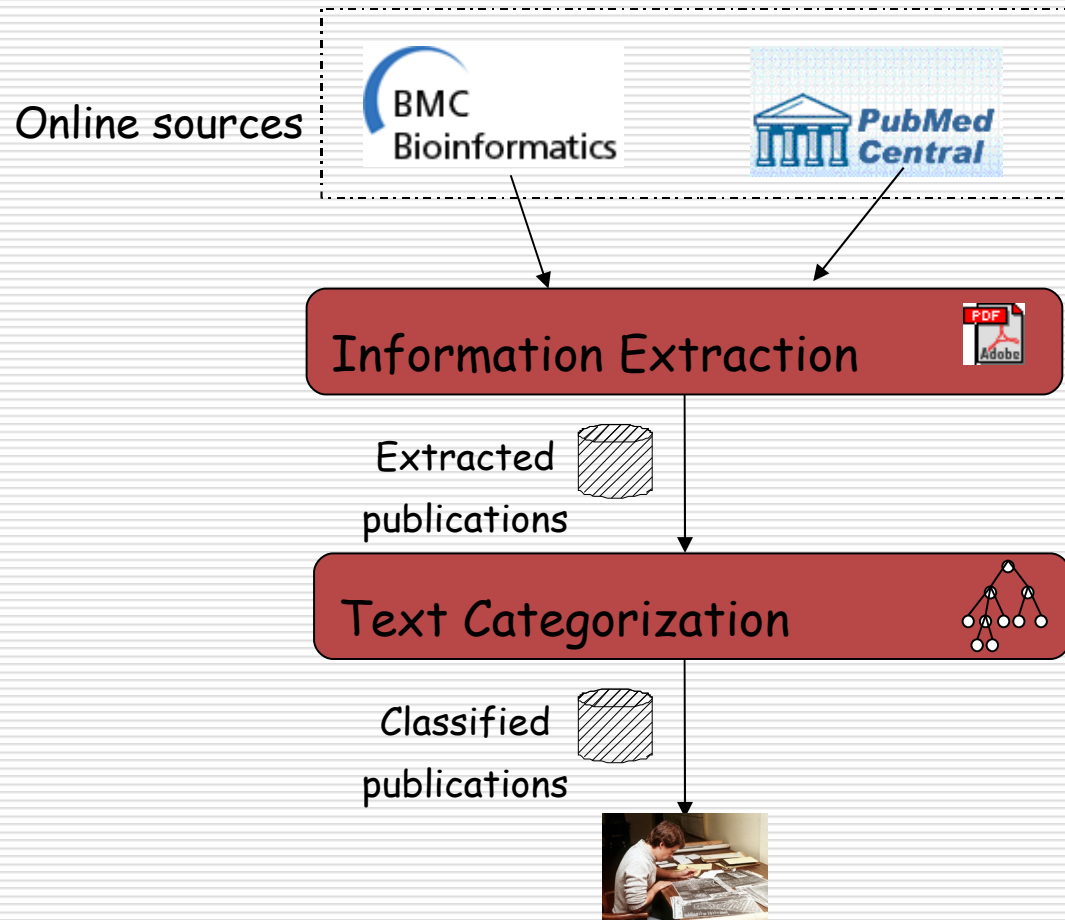 Online sources
BMC
Bioinformatics
PubMed
Central
Information Extraction
PDF
Adobe
Extracted
publications
Text Categorization
Classified
publications